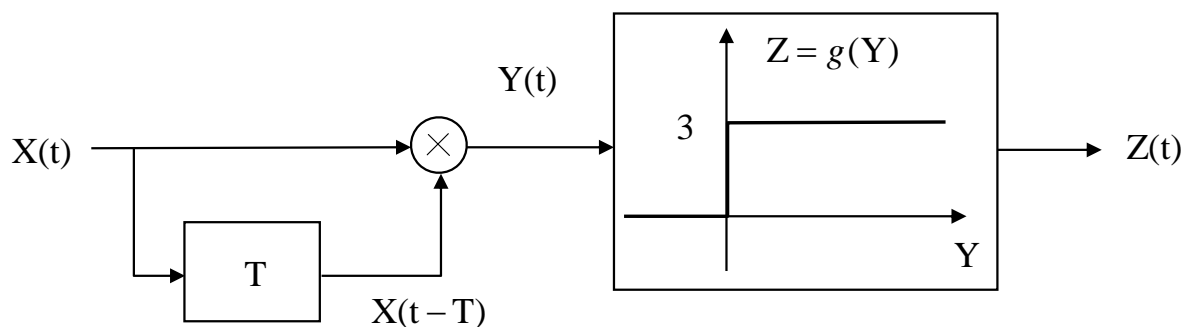 Z = g(Y)
Y(t)
3
X(t)
Z(t)
Y
T
X(t – T)